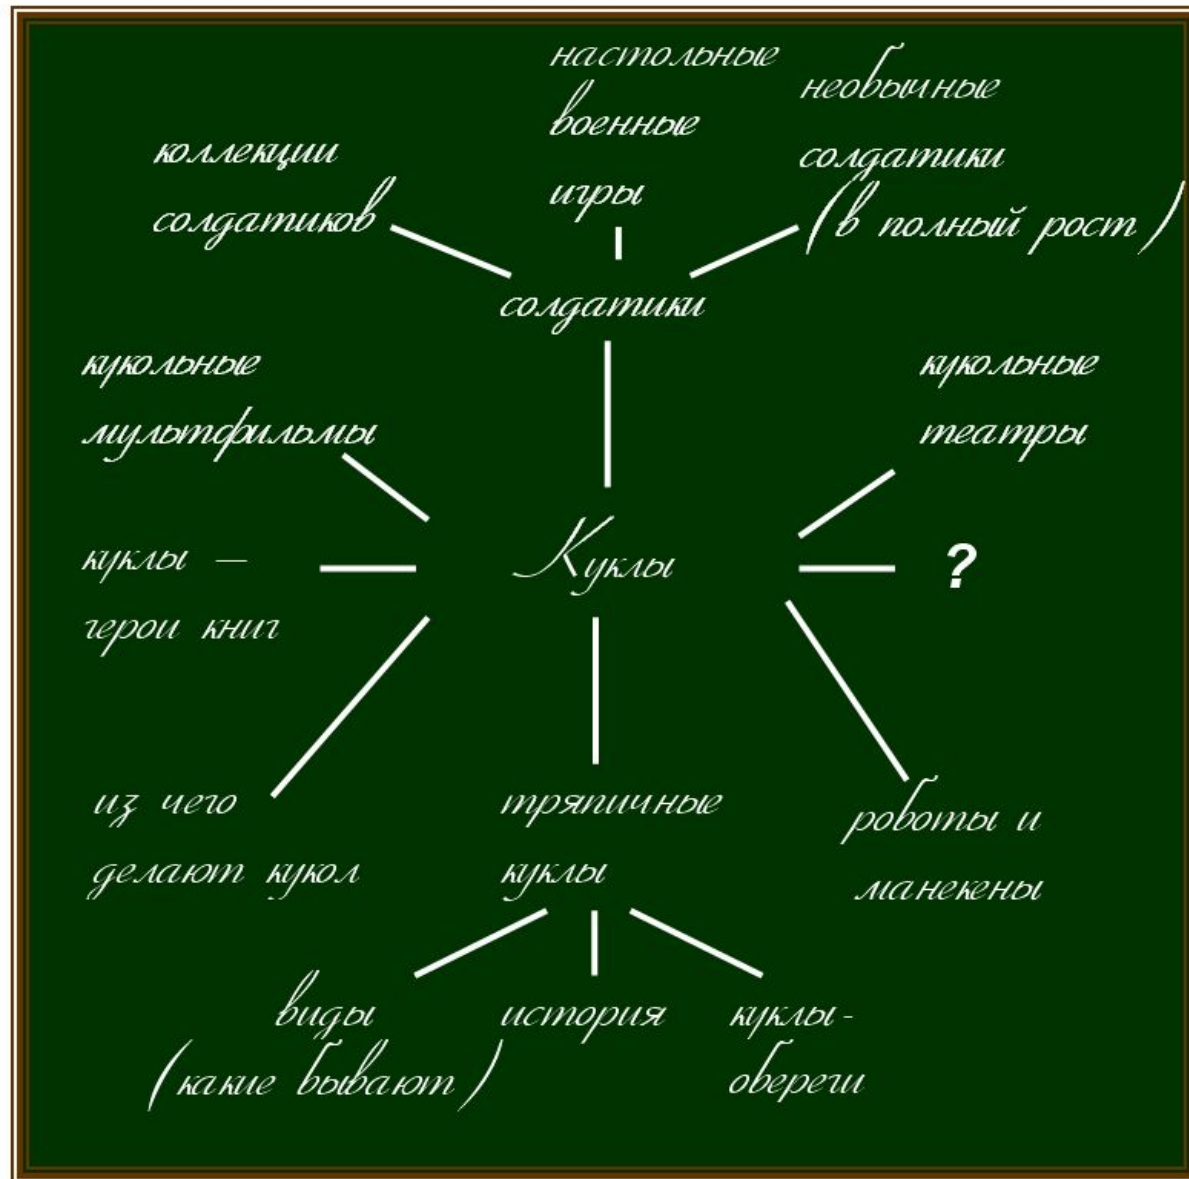 настольные
военные
игры
необычные
солдатики
(в полный рост)
коллекции
солдатиков
солдатики
кукольные
мультфильмы
кукольные
театры
куклы —
герои книг
Куклы
?
из чего
делают кукол
тряпичные
куклы
роботы и
манекены
виды
(какие бывают)
история
куклы-
обереги